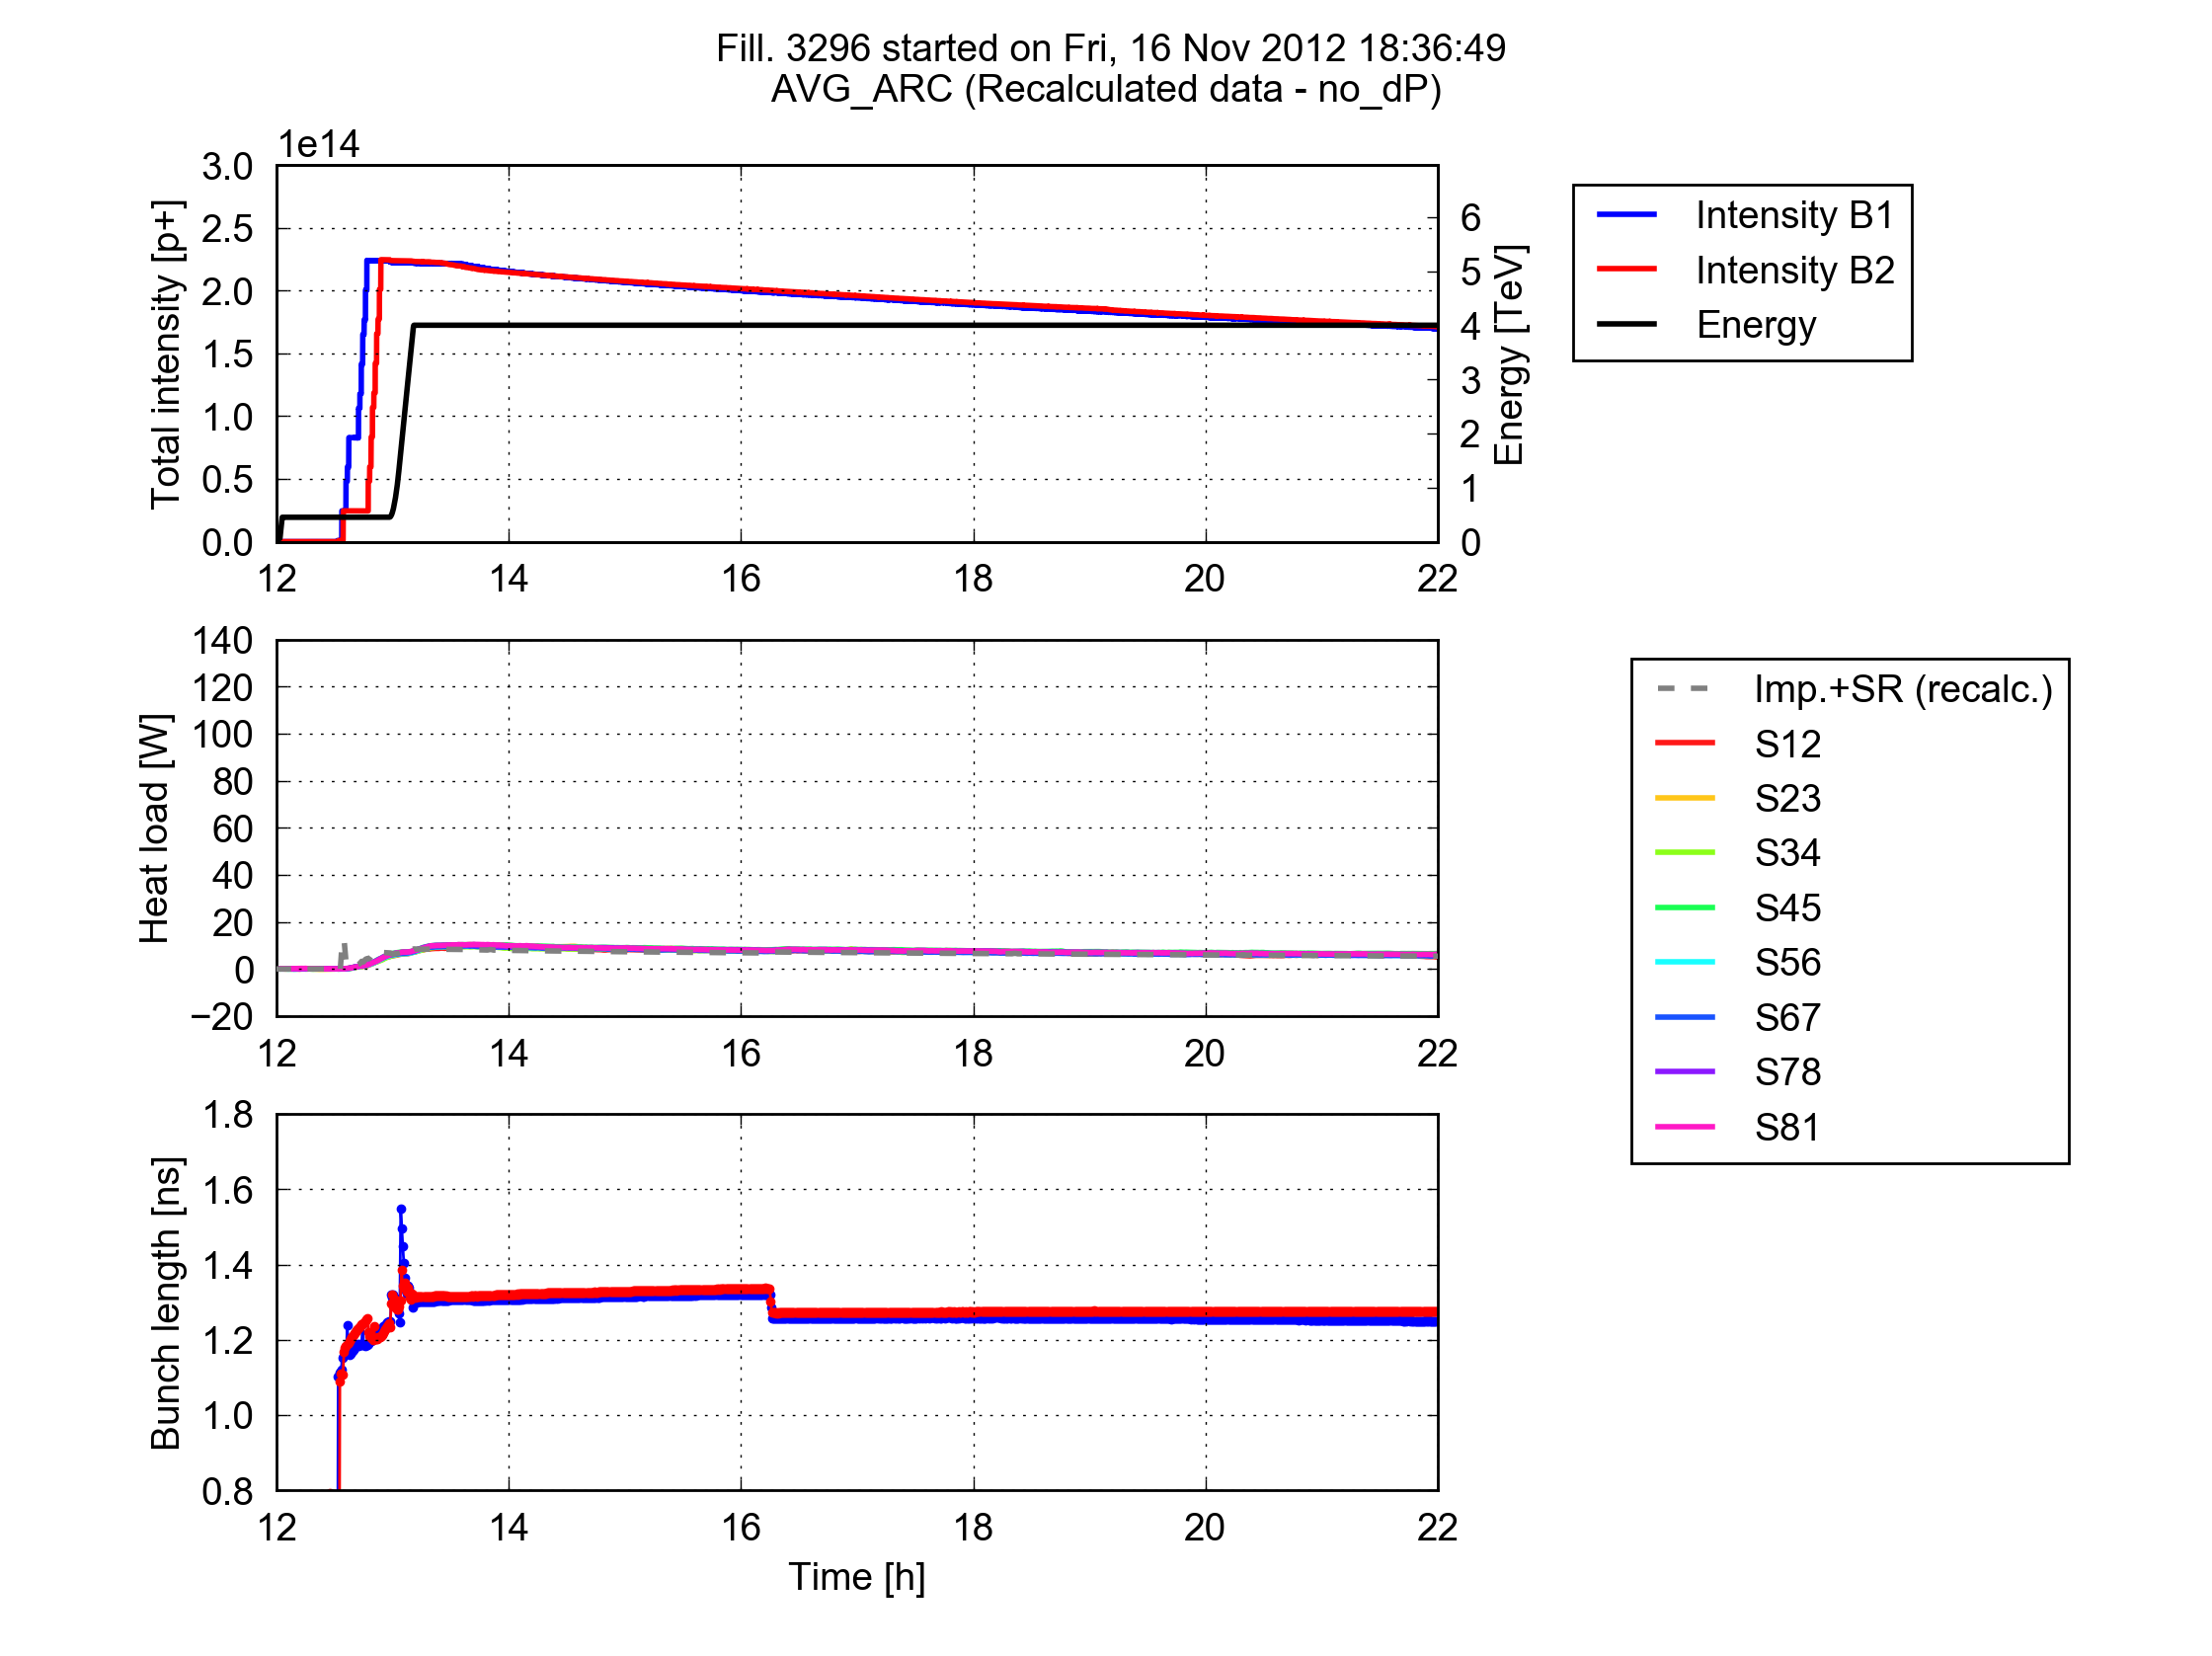 Fill. 3296 started on Fri, 16 Nov 2012 18:36:49
AVG_ARC (Recalculated data - no_dP)
1e14
3.0
2.5
2.0
1.5
1.0
0.5
0.0
Total intensity [p+]
6
5
4
3
2
1
0
Energy [TeV]
12 14 16 18 20 22
Intensity B1
Intensity B2
Energy
140
120
100
80
60
40
20
0
−20
Heat load [W]
12 14 16 18 20 22
Imp.+SR (recalc.)
S12
S23
S34
S45
S56
S67
S78
S81
1.8
1.6
1.4
1.2
1.0
0.8
Bunch length [ns]
12 14 16 18 20 22
Time [h]